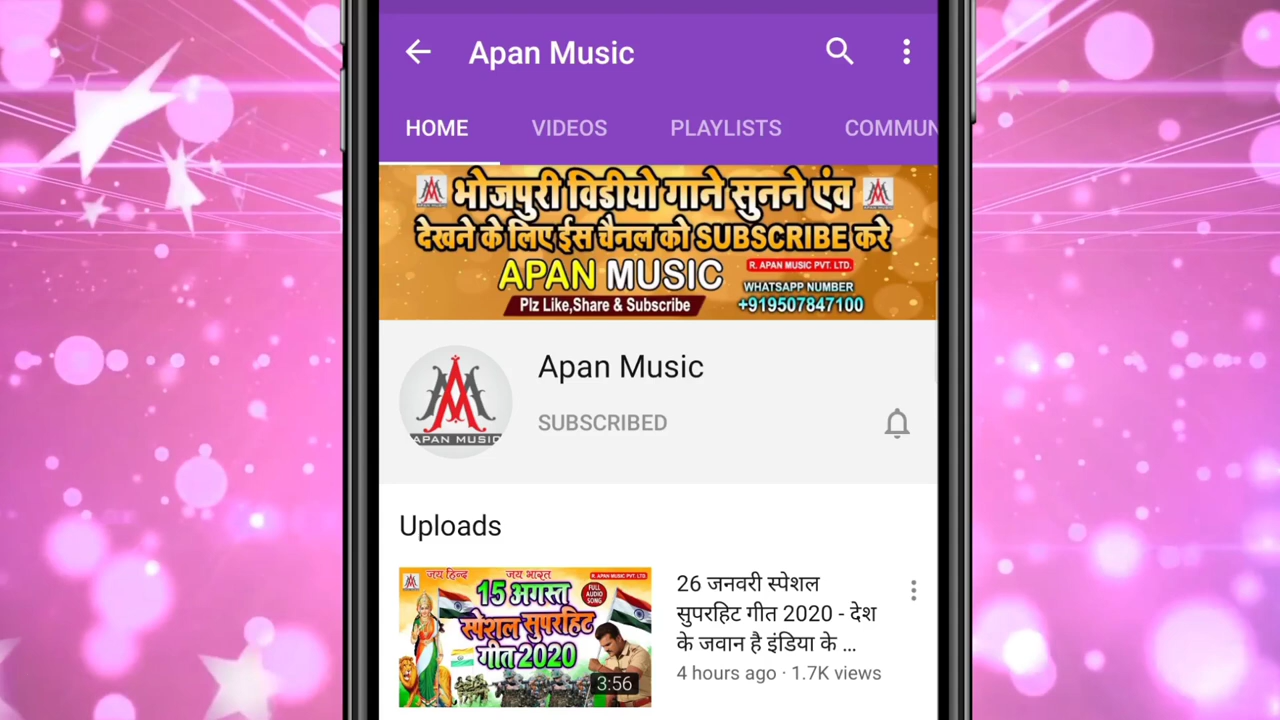 Apan Music
HOME VIDEOS PLAYLISTS COMMUN
भोजपुरी विडीयो गाने सुनने एंव
देखने के लिए ईस चैनल को SUBSCRIBE करे
APAN MUSIC
R. APAN MUSIC PVT. LTD.
Plz Like,Share & Subscribe
WHATSAPP NUMBER
+919507847100
Apan Music
SUBSCRIBED
APAN MUSIC
Uploads
जय हिन्द जय भारत
R. APAN MUSIC PVT. LTD
15 अगस्त
FULL AUDIO SONG
स्पेशल सुपरहिट
गीत 2020
3:56
26 जनवरी स्पेशल
सुपरहिट गीत 2020 - देश
के जवान है इंडिया के ...
4 hours ago · 1.7K views